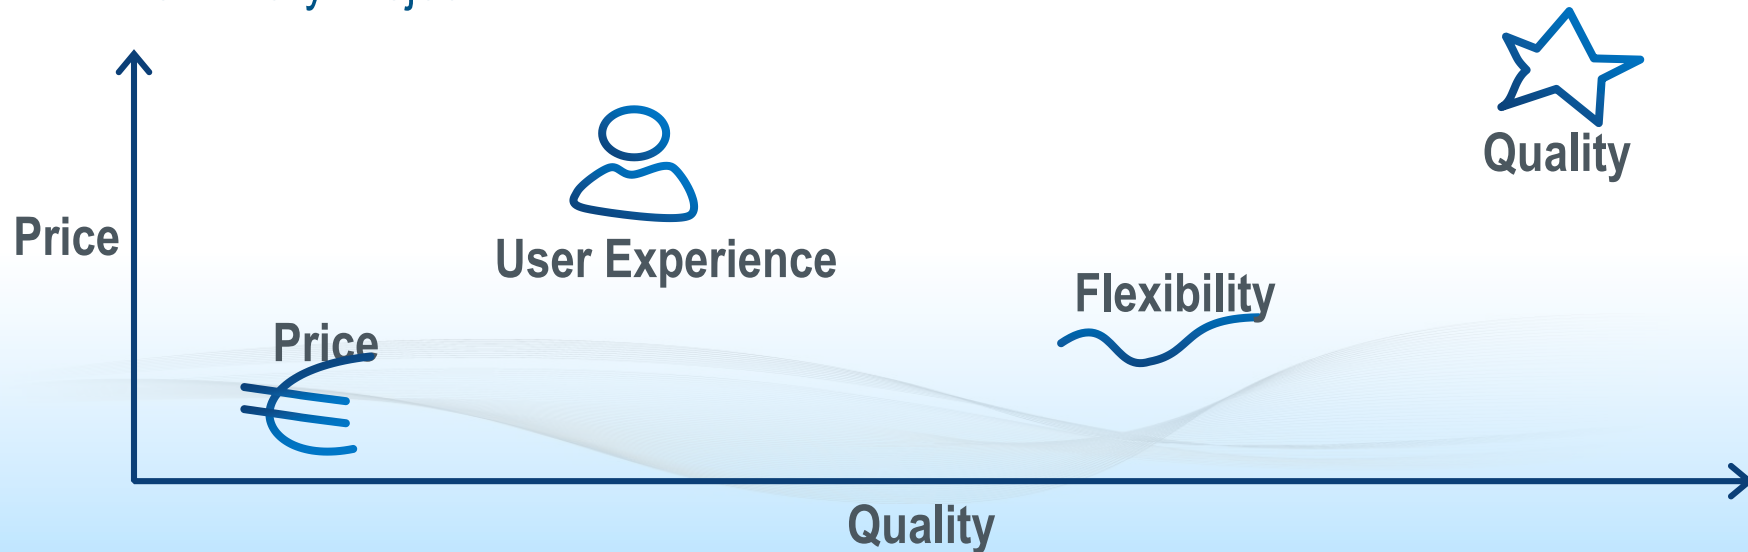 Quality
Price
User Experience
Flexibility
Price
Quality